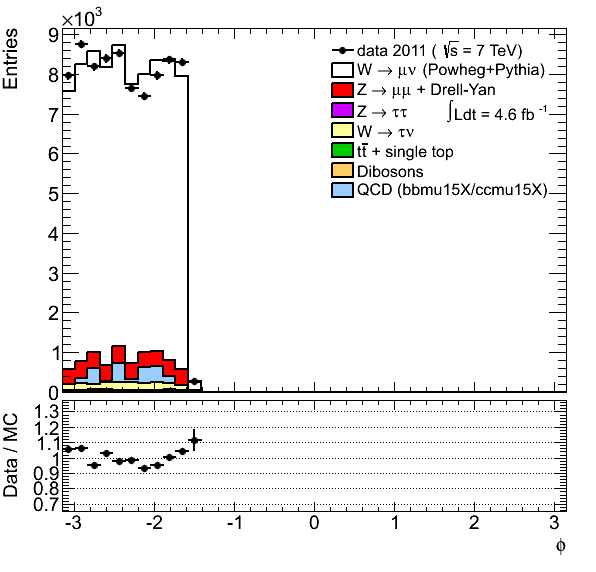 ×10³
Entries
9
8
7
6
5
4
3
2
1
0
data 2011 ( √s = 7 TeV)
W → μν (Powheg+Pythia)
Z → μμ + Drell-Yan
Z → ττ
∫Ldt = 4.6 fb⁻¹
W → τν
tt̄ + single top
Dibosons
QCD (bbmu15X/ccmu15X)
Data / MC
1.3
1.2
1.1
1
0.9
0.8
0.7
-3 -2 -1 0 1 2 3
ϕ